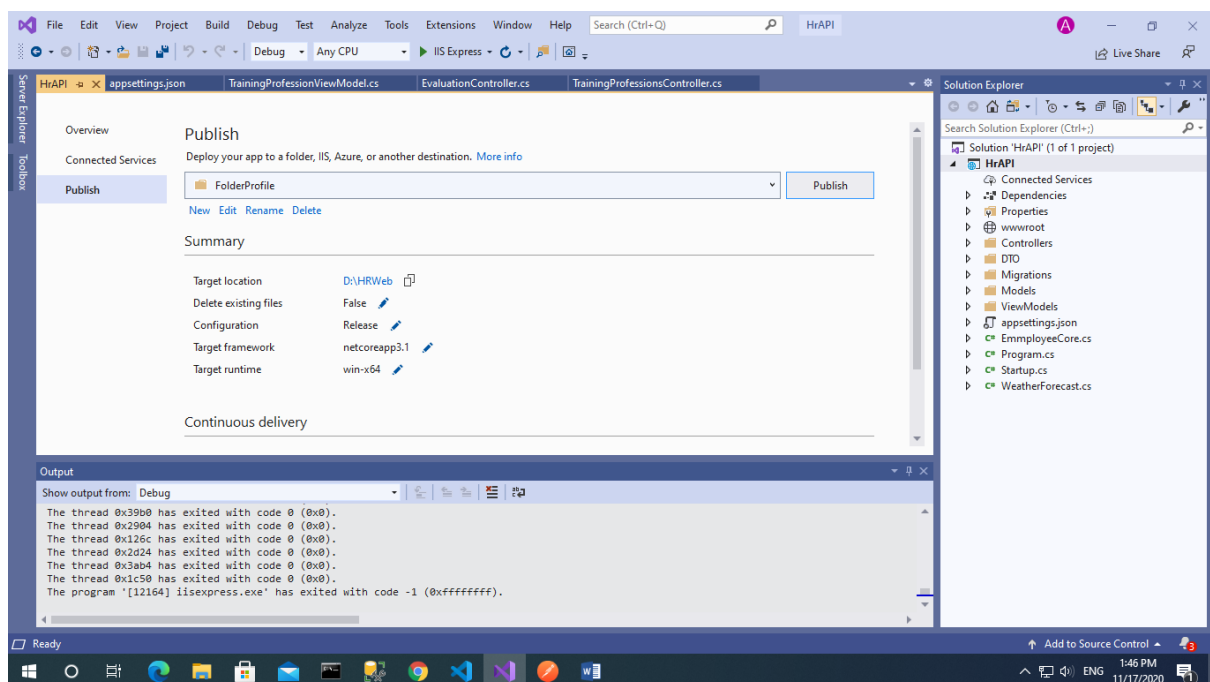 File Edit View Project Build Debug Test Analyze Tools Extensions Window Help Search (Ctrl+Q) HrAPI A
Debug Any CPU IIS Express Live Share
Server Explorer
Toolbox
HrAPI appsettings.json TrainingProfessionViewModel.cs EvaluationController.cs TrainingProfessionsController.cs
Overview
Connected Services
Publish
Publish
Deploy your app to a folder, IIS, Azure, or another destination. More info
FolderProfile Publish
New Edit Rename Delete
Summary
Target location D:\HRWeb
Delete existing files False
Configuration Release
Target framework netcoreapp3.1
Target runtime win-x64
Continuous delivery
Solution Explorer
Search Solution Explorer (Ctrl+;)
Solution 'HrAPI' (1 of 1 project)
HrAPI
Connected Services
Dependencies
Properties
wwwroot
Controllers
DTO
Migrations
Models
ViewModels
appsettings.json
C# EmmployeeCore.cs
C# Program.cs
C# Startup.cs
C# WeatherForecast.cs
Output
Show output from: Debug
The thread 0x39b0 has exited with code 0 (0x0).
The thread 0x2904 has exited with code 0 (0x0).
The thread 0x126c has exited with code 0 (0x0).
The thread 0x2d24 has exited with code 0 (0x0).
The thread 0x3ab4 has exited with code 0 (0x0).
The thread 0x1c50 has exited with code 0 (0x0).
The program '[12164] iisexpress.exe' has exited with code -1 (0xffffffff).
Ready Add to Source Control 3
ENG 1:46 PM
11/17/2020 1